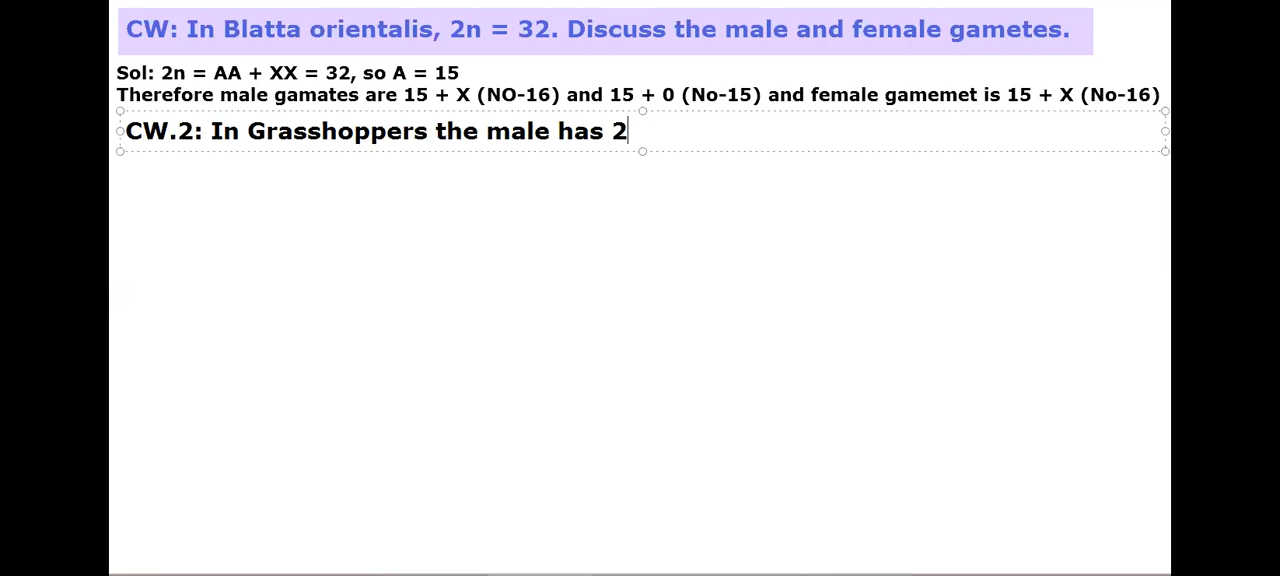 CW: In Blatta orientalis, 2n = 32. Discuss the male and female gametes.
Sol: 2n = AA + XX = 32, so A = 15
Therefore male gamates are 15 + X (NO-16) and 15 + 0 (No-15) and female gamemet is 15 + X (No-16)
CW.2: In Grasshoppers the male has 2